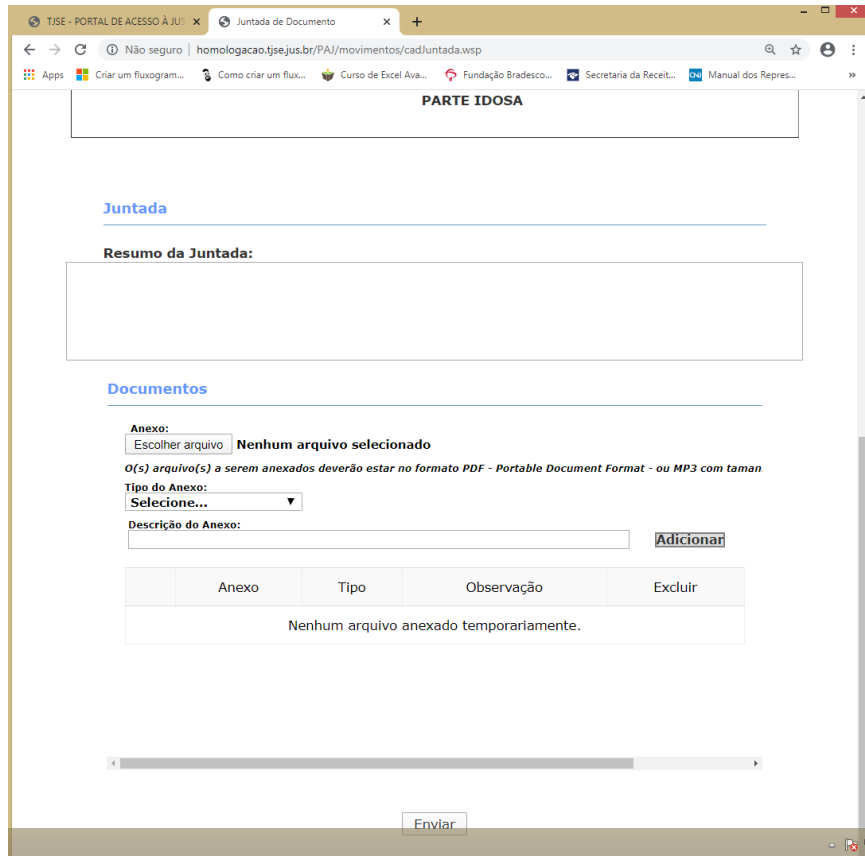 TJSE - PORTAL DE ACESSO À JUS
Juntada de Documento
Não seguro | homologacao.tjse.jus.br/PAJ/movimentos/cadJuntada.wsp
Apps Criar um fluxogram... Como criar um flux... Curso de Excel Ava... Fundação Bradesco... Secretaria da Receit... CNJ Manual dos Repres... »
PARTE IDOSA
Juntada
Resumo da Juntada:
Documentos
Anexo:
Escolher arquivo Nenhum arquivo selecionado
O(s) arquivo(s) a serem anexados deverão estar no formato PDF - Portable Document Format - ou MP3 com taman
Tipo do Anexo:
Selecione...
Descrição do Anexo:
Adicionar
Anexo Tipo Observação Excluir
Nenhum arquivo anexado temporariamente.
Enviar